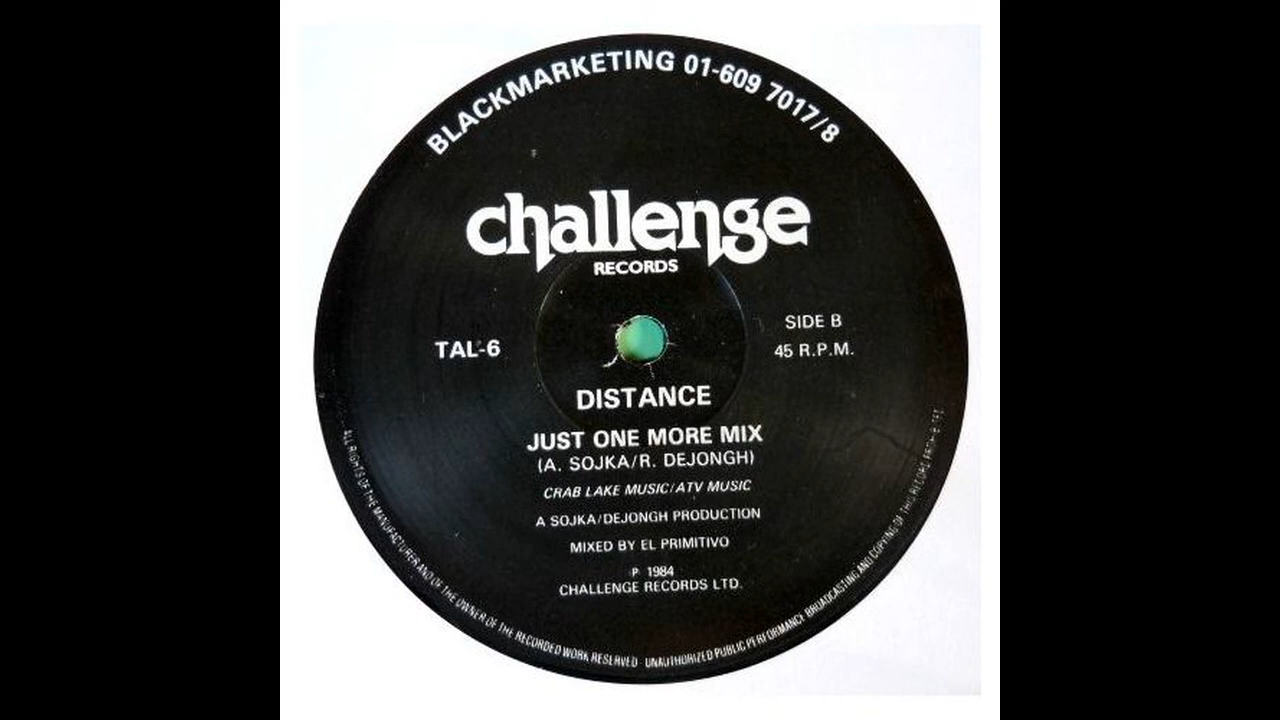 BLACKMARKETING 01-609 7017/8
challenge
RECORDS
SIDE B
TAL-6
45 R.P.M.
DISTANCE
JUST ONE MORE MIX
(A. SOJKA/R. DEJONGH)
CRAB LAKE MUSIC/ATV MUSIC
A SOJKA/DEJONGH PRODUCTION
MIXED BY EL PRIMITIVO
P 1984
CHALLENGE RECORDS LTD.
ALL RIGHTS OF THE MANUFACTURER AND OF THE OWNER OF THE RECORDED WORK RESERVED - UNAUTHORIZED PUBLIC PERFORMANCE BROADCASTING AND COPYING OF THIS RECORD